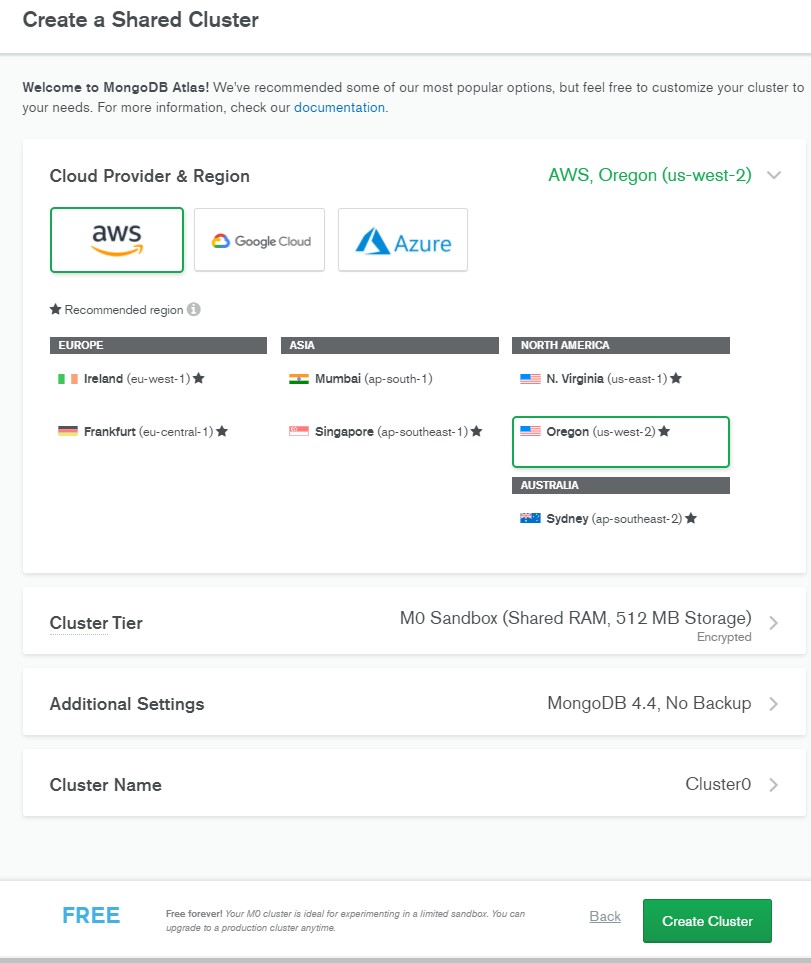 Create a Shared Cluster
Welcome to MongoDB Atlas! We've recommended some of our most popular options, but feel free to customize your cluster to
your needs. For more information, check our documentation.
Cloud Provider & Region
AWS, Oregon (us-west-2)
aws
Google Cloud
Azure
★ Recommended region i
EUROPE
Ireland (eu-west-1) ★
Frankfurt (eu-central-1) ★
ASIA
Mumbai (ap-south-1)
Singapore (ap-southeast-1) ★
NORTH AMERICA
N. Virginia (us-east-1) ★
Oregon (us-west-2) ★
AUSTRALIA
Sydney (ap-southeast-2) ★
Cluster Tier
M0 Sandbox (Shared RAM, 512 MB Storage)
Encrypted
Additional Settings
MongoDB 4.4, No Backup
Cluster Name
Cluster0
FREE
Free forever! Your M0 cluster is ideal for experimenting in a limited sandbox. You can
upgrade to a production cluster anytime.
Back
Create Cluster